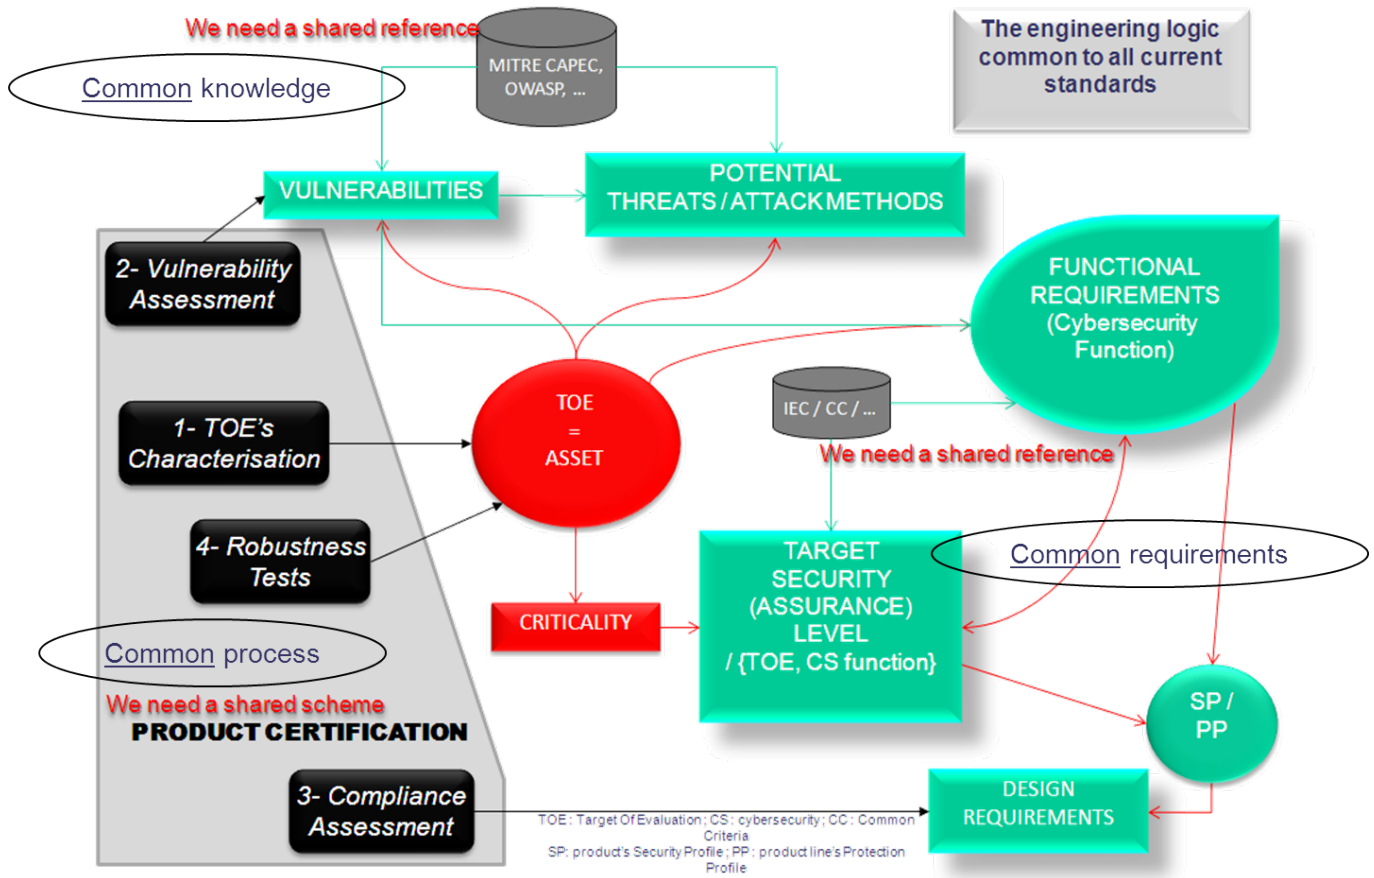 We need a shared reference
MITRE CAPEC,
OWASP, ...
The engineering logic
common to all current
standards
Common knowledge
VULNERABILITIES
POTENTIAL
THREATS / ATTACK METHODS
2- Vulnerability
Assessment
FUNCTIONAL
REQUIREMENTS
(Cybersecurity
Function)
1- TOE's
Characterisation
TOE
=
ASSET
IEC / CC / ...
We need a shared reference
4- Robustness
Tests
TARGET
SECURITY
(ASSURANCE)
LEVEL
/ {TOE, CS function}
Common requirements
CRITICALITY
Common process
We need a shared scheme
PRODUCT CERTIFICATION
SP /
PP
3- Compliance
Assessment
DESIGN
REQUIREMENTS
TOE : Target Of Evaluation ; CS : cybersecurity ; CC : Common
Criteria
SP: product's Security Profile ; PP : product line's Protection
Profile